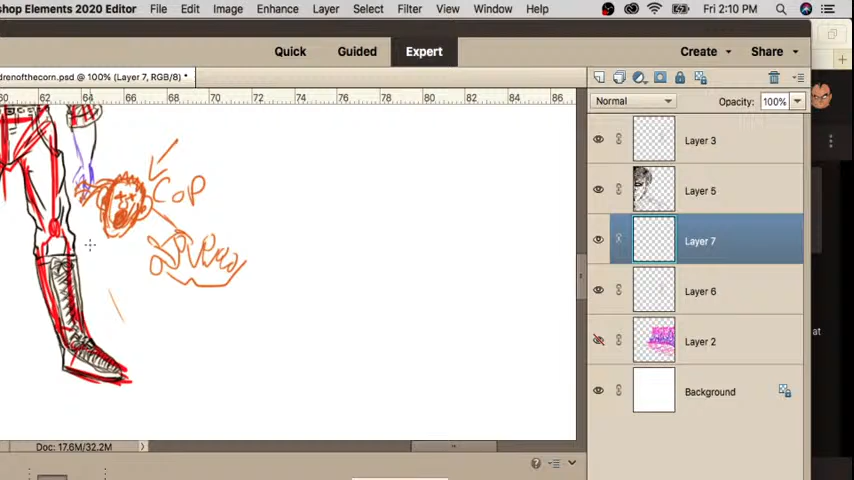 shop Elements 2020 Editor File Edit Image Enhance Layer Select Filter View Window Help Fri 2:10 PM
Quick Guided Expert Create Share
drenofthecorn.psd @ 100% (Layer 7, RGB/8) *
60 62 64 66 68 70 72 74 76 78 80 82 84 86
Normal Opacity: 100%
Layer 3
CoP
Layer 5
Layer 7
Layer 6
at
Layer 2
Background
Doc: 17.6M/32.2M